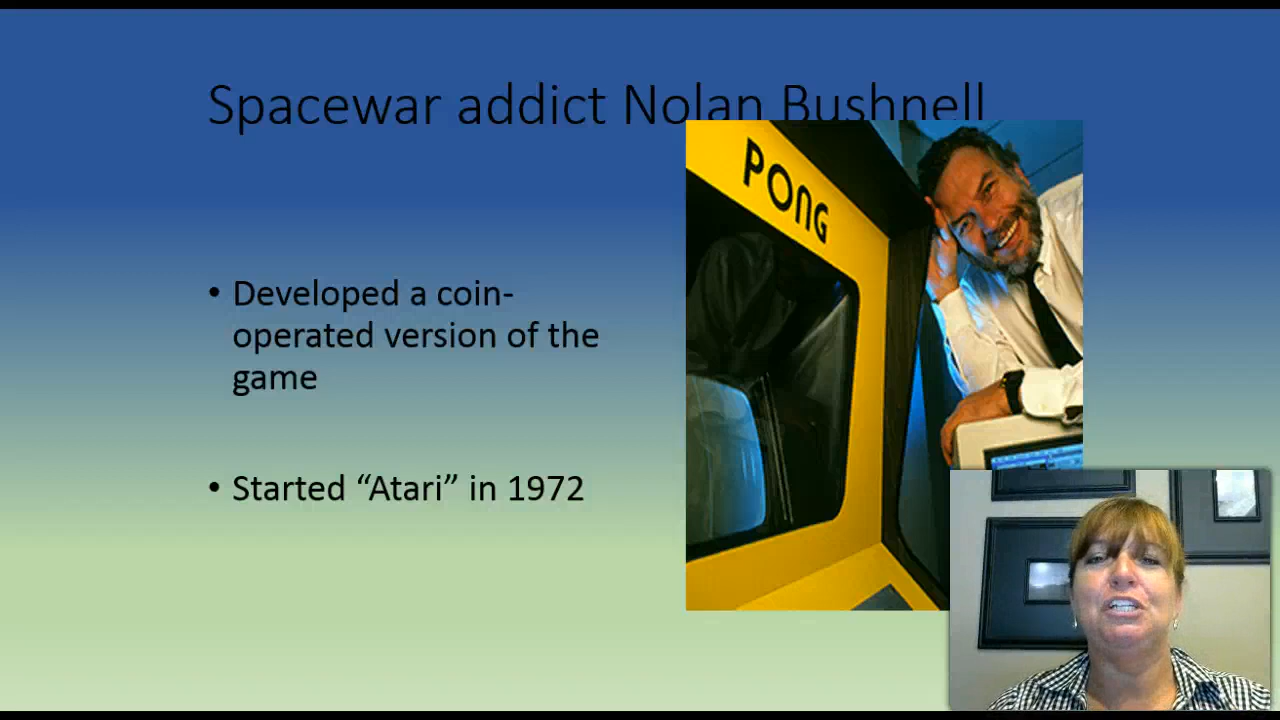 Spacewar addict Nolan Bushnell
PONG
• Developed a coin-
operated version of the
game
• Started “Atari” in 1972